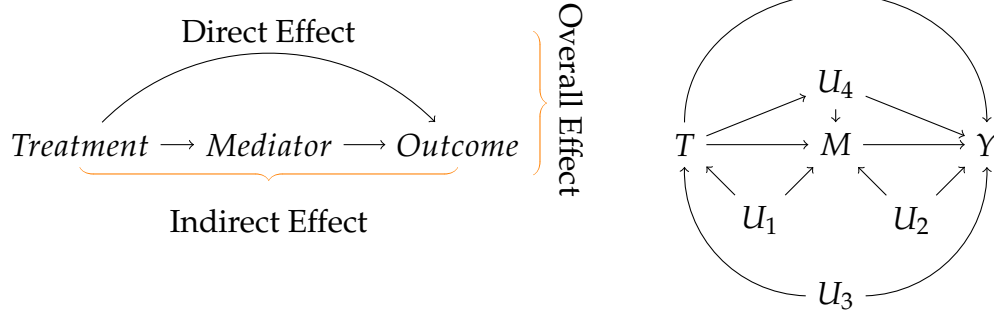 Direct Effect
Treatment Mediator Outcome
Indirect Effect
Overall Effect
U4
T M Y
U1 U2
U3